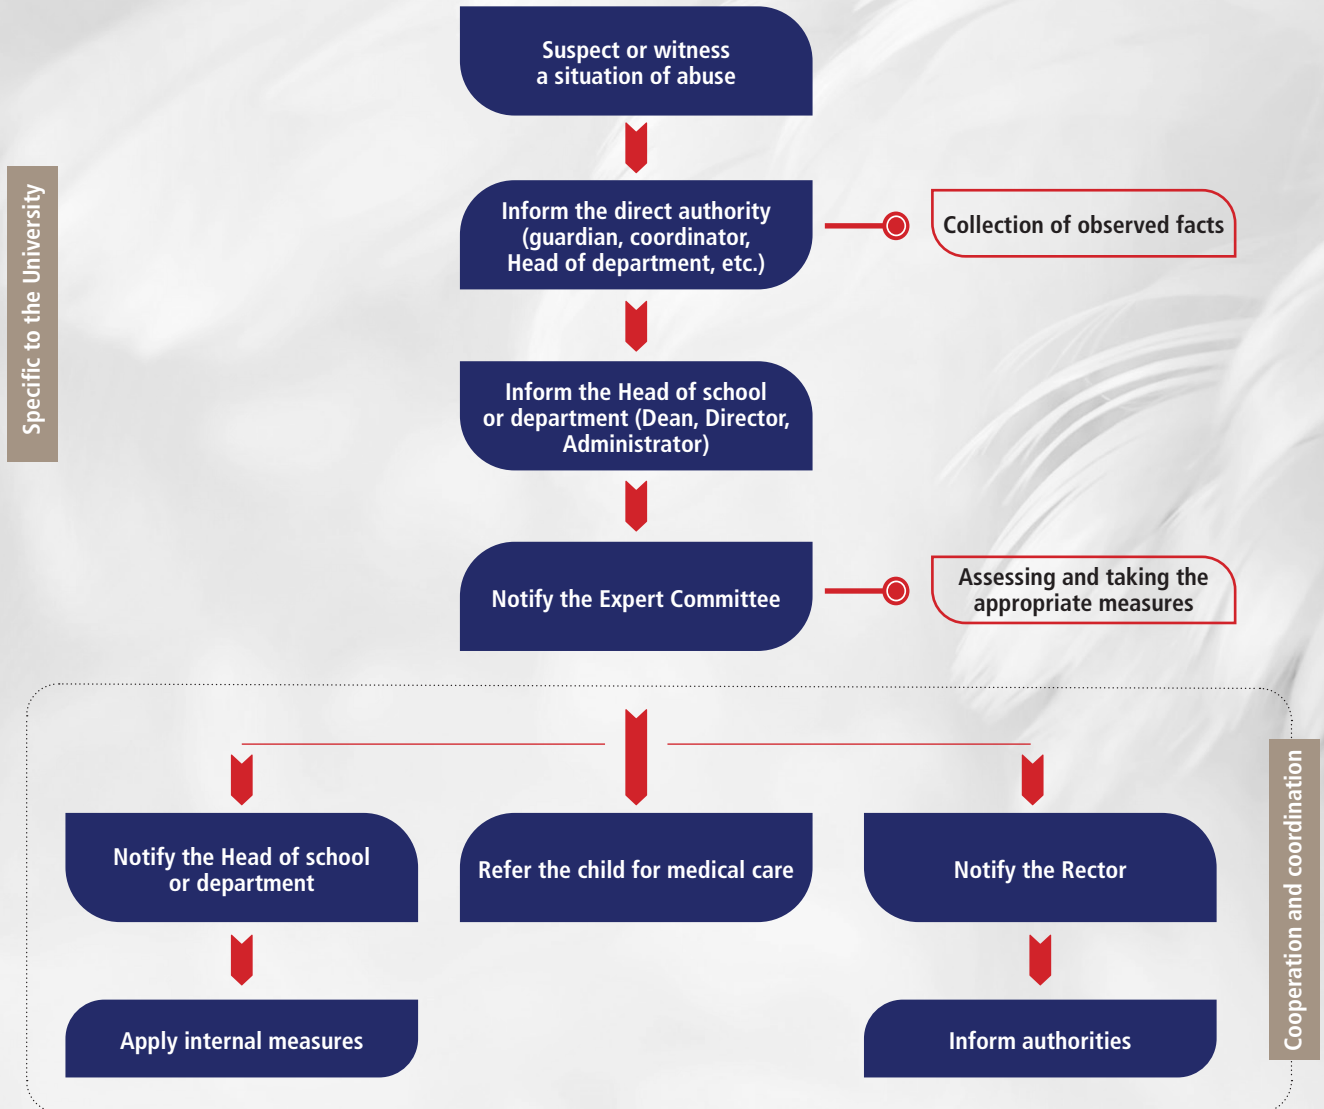 Suspect or witness
a situation of abuse
Specific to the University
Inform the direct authority
(guardian, coordinator,
Head of department, etc.)
Collection of observed facts
Inform the Head of school
or department (Dean, Director,
Administrator)
Notify the Expert Committee
Assessing and taking the
appropriate measures
Cooperation and coordination
Notify the Head of school
or department
Refer the child for medical care
Notify the Rector
Apply internal measures
Inform authorities